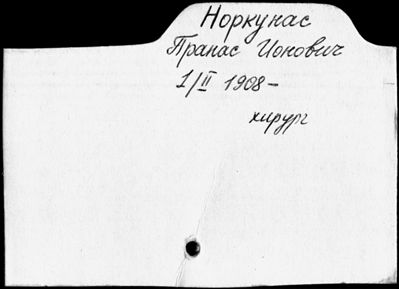 Норкунас
Пранас Ионович
1/II 1908 –
хирург